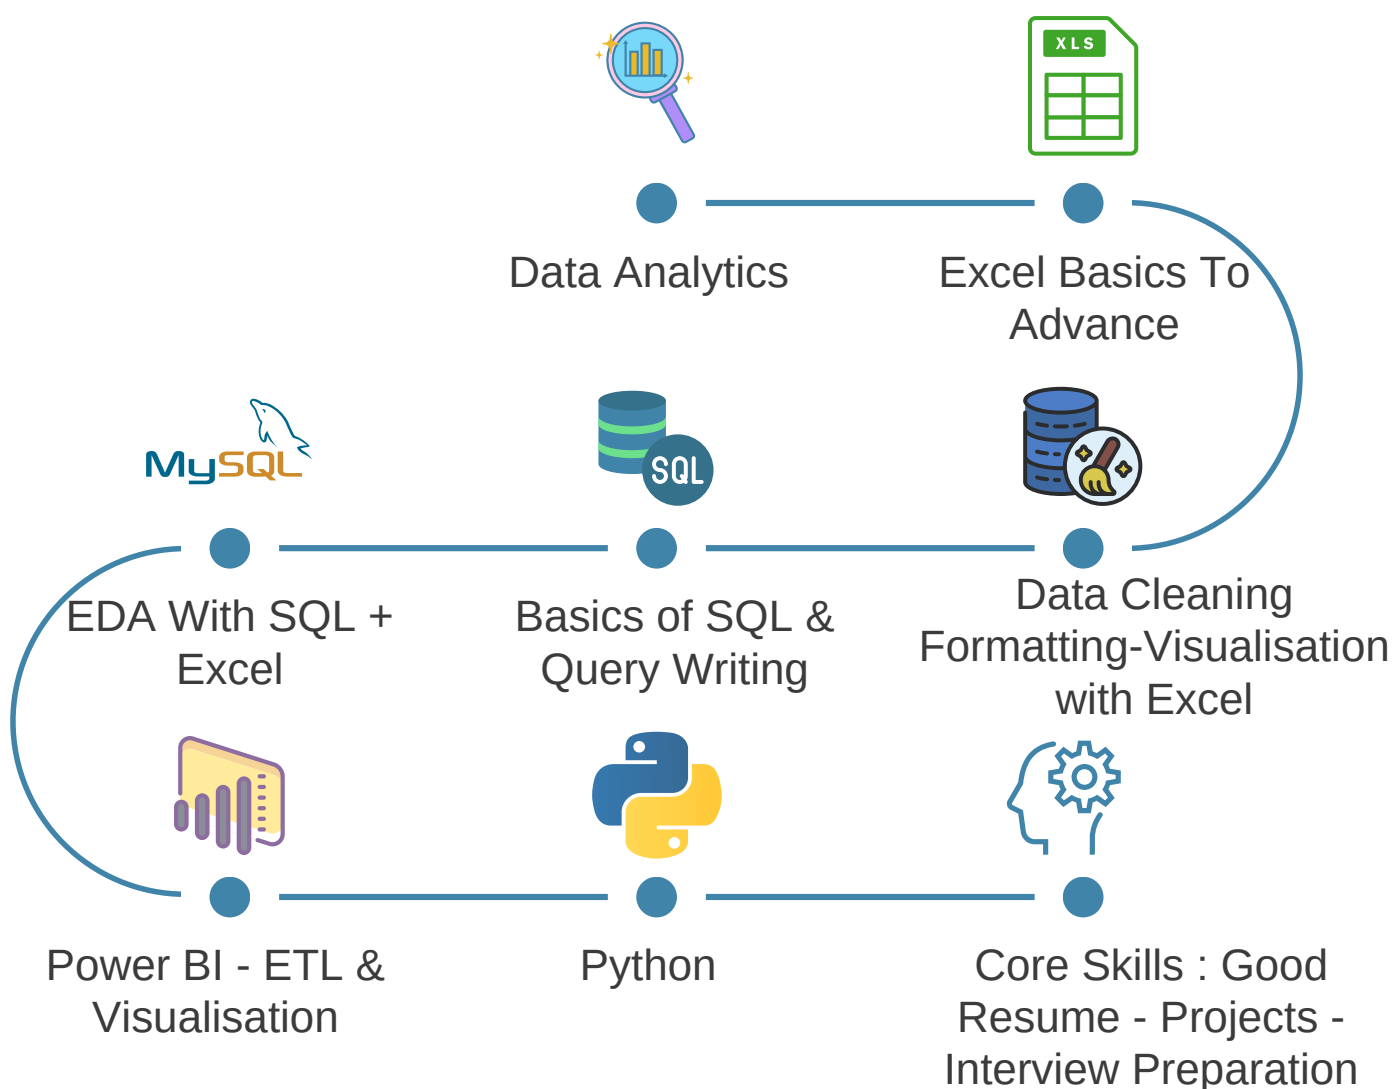 XLS
Data Analytics
Excel Basics To
Advance
MySQL
SQL
EDA With SQL +
Excel
Basics of SQL &
Query Writing
Data Cleaning
Formatting-Visualisation
with Excel
Power BI - ETL &
Visualisation
Python
Core Skills : Good
Resume - Projects -
Interview Preparation